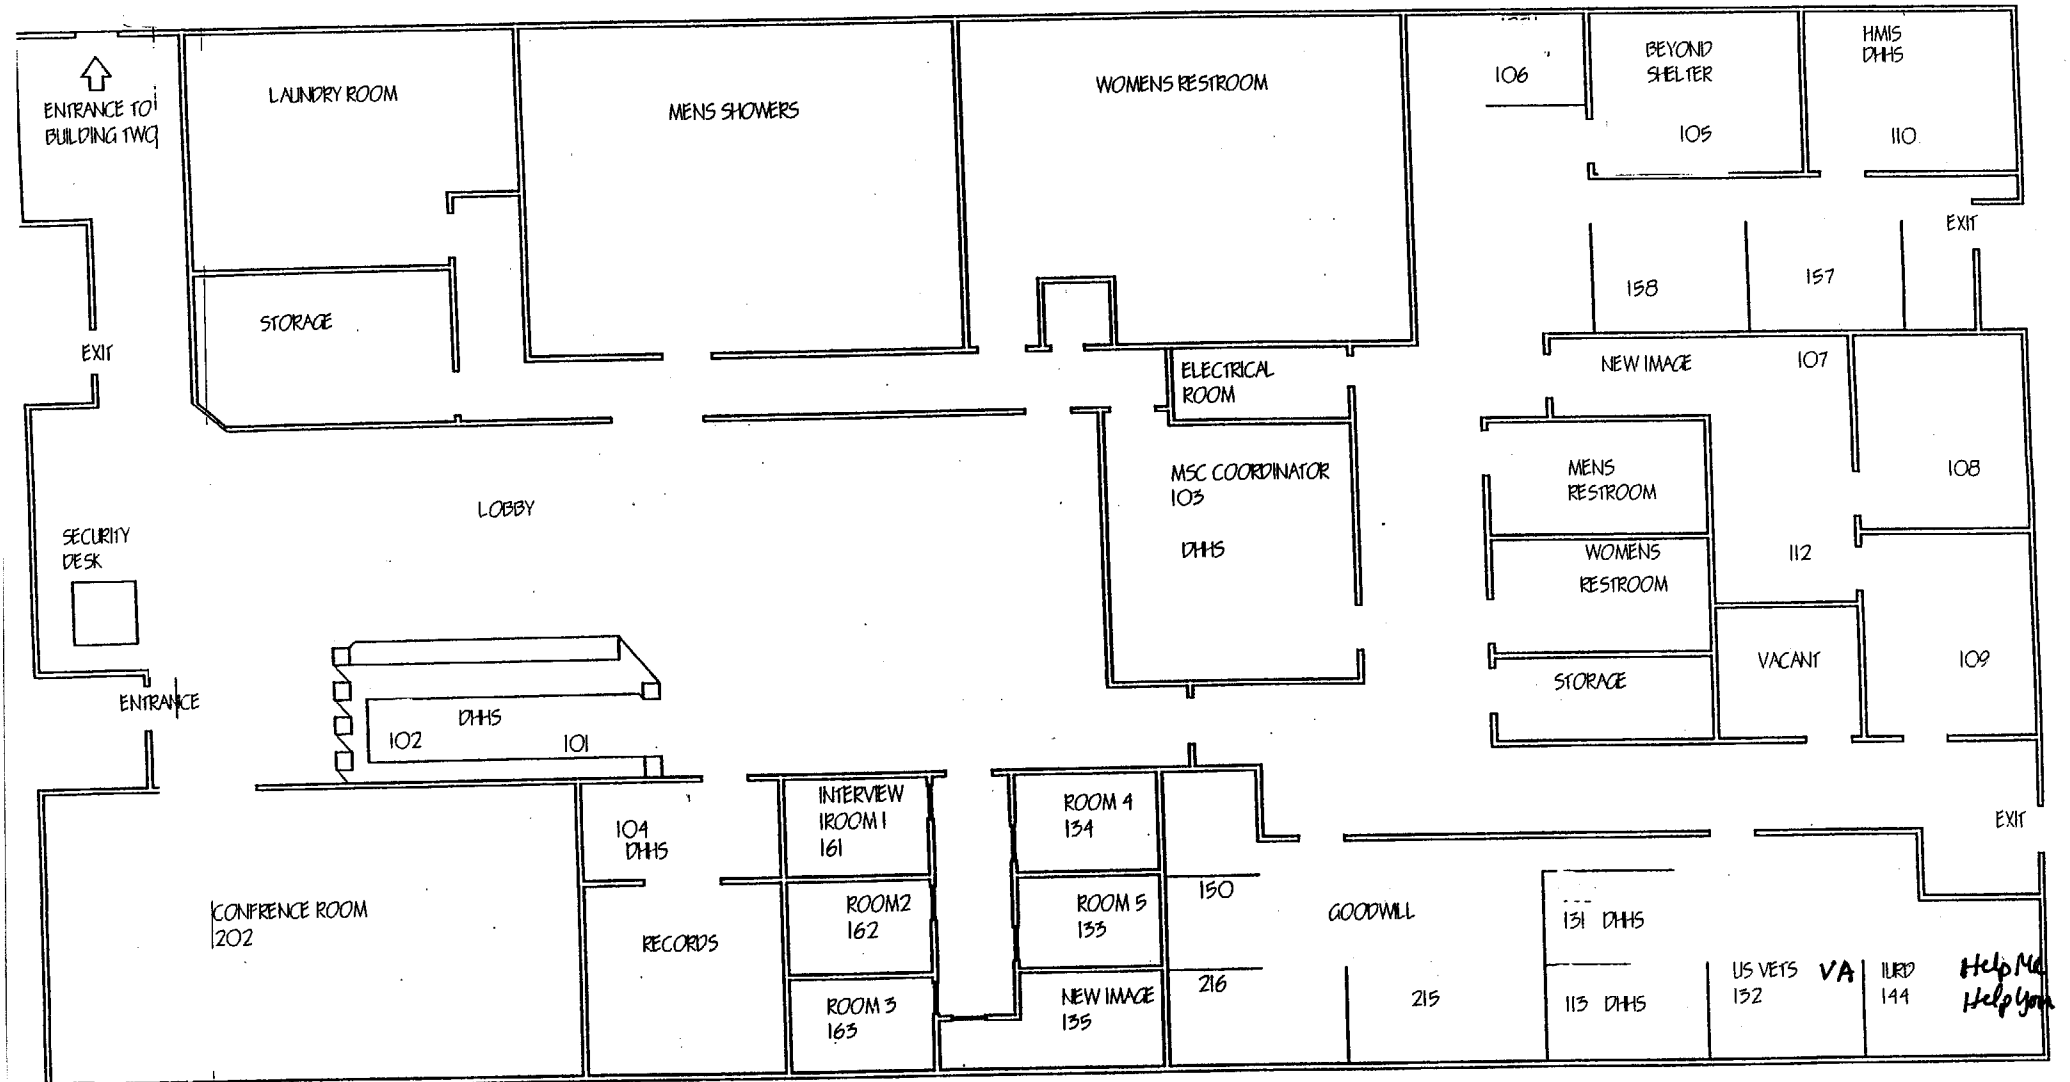 ENTRANCE TO
BUILDING TWO
LAUNDRY ROOM
MENS SHOWERS
WOMENS RESTROOM
106
BEYOND
SHELTER
105
HMIS
DHHS
110
EXIT
158
157
STORAGE
EXIT
ELECTRICAL
ROOM
NEW IMAGE
107
108
MSC COORDINATOR
103
DHHS
MENS
RESTROOM
LOBBY
SECURITY
DESK
WOMENS
RESTROOM
112
VACANT
109
STORAGE
ENTRANCE
DHHS
102
101
INTERVIEW
IROOM 1
161
ROOM 4
134
104
DHHS
EXIT
CONFRENCE ROOM
202
RECORDS
ROOM2
162
ROOM 5
133
150
GOODWILL
131 DHHS
ROOM 3
163
NEW IMAGE
135
216
215
113 DHHS
US VETS VA
132
IURD
144
Help Me
Help You